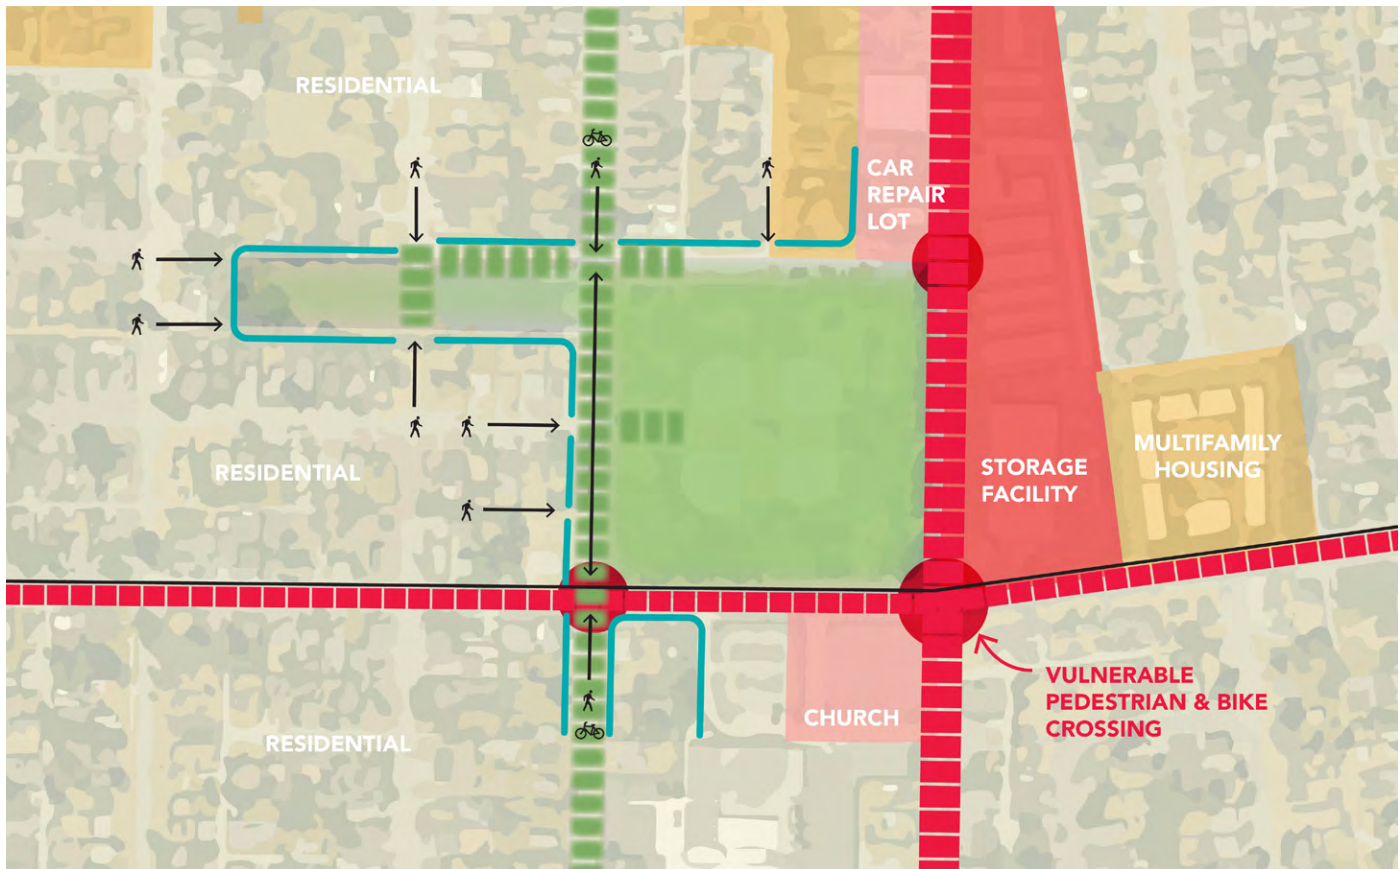 RESIDENTIAL
CAR
REPAIR
LOT
MULTIFAMILY
HOUSING
STORAGE
FACILITY
RESIDENTIAL
VULNERABLE
PEDESTRIAN & BIKE
CROSSING
CHURCH
RESIDENTIAL